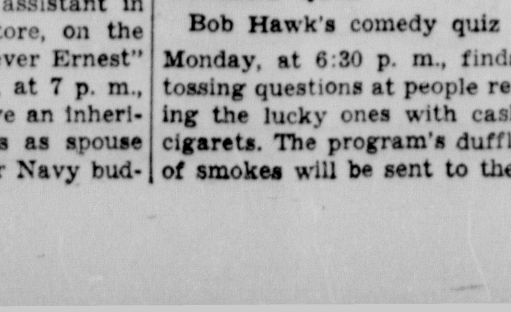 assistant in
ore, on the
ver Ernest"
at 7 p. m.,
e an inheri-
s as spouse
r Navy bud-
Bob Hawk's comedy quiz
Monday, at 6:30 p. m., find
tossing questions at people re
ing the lucky ones with cas
cigarets. The program's duffl
of smokes will be sent to the